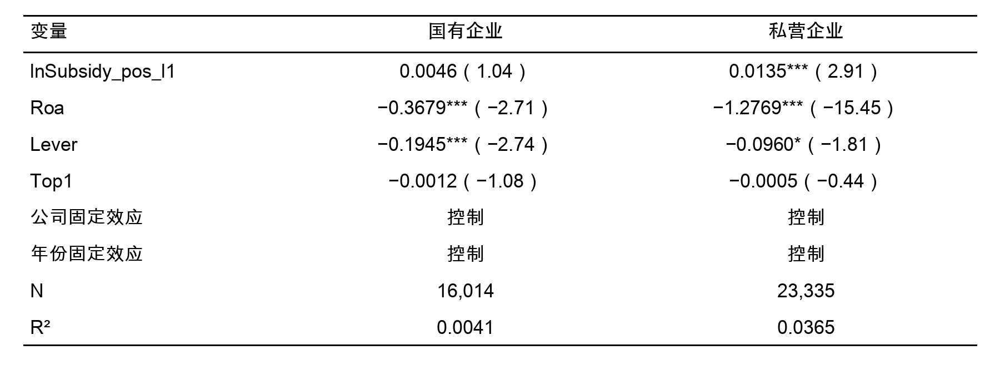 变量 国有企业 私营企业
lnSubsidy_pos_l1 0.0046（1.04） 0.0135***（2.91）
Roa −0.3679***（−2.71） −1.2769***（−15.45）
Lever −0.1945***（−2.74） −0.0960*（−1.81）
Top1 −0.0012（−1.08） −0.0005（−0.44）
公司固定效应 控制 控制
年份固定效应 控制 控制
N 16,014 23,335
R² 0.0041 0.0365